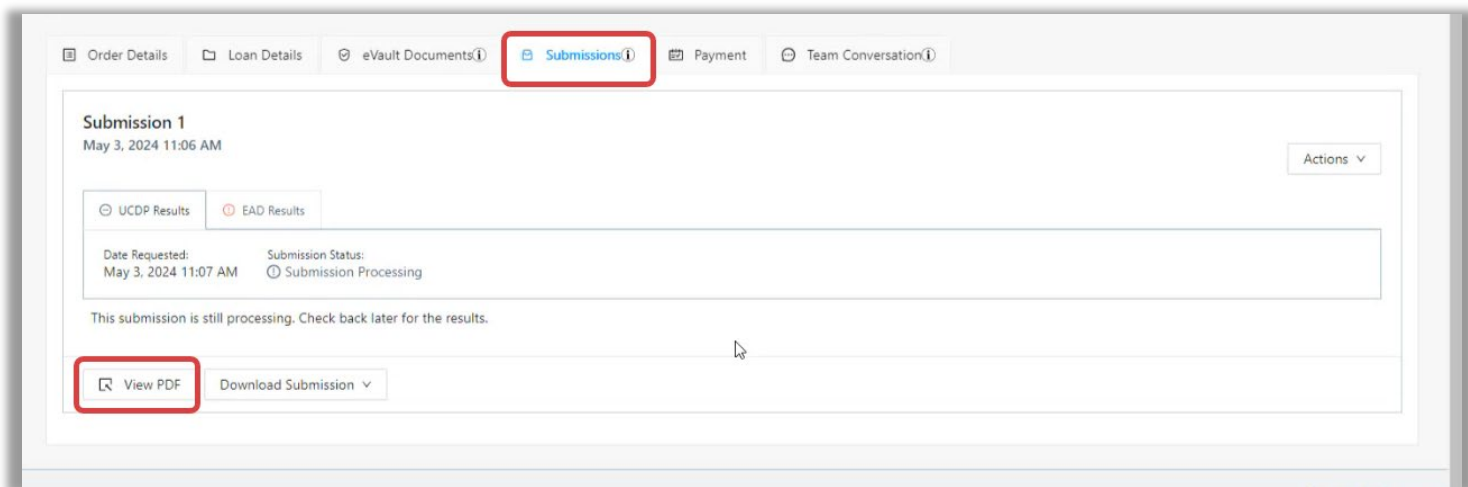 Order Details Loan Details eVault Documents Submissions Payment Team Conversation
Submission 1
May 3, 2024 11:06 AM
Actions
UCDP Results EAD Results
Date Requested: Submission Status:
May 3, 2024 11:07 AM Submission Processing
This submission is still processing. Check back later for the results.
View PDF Download Submission